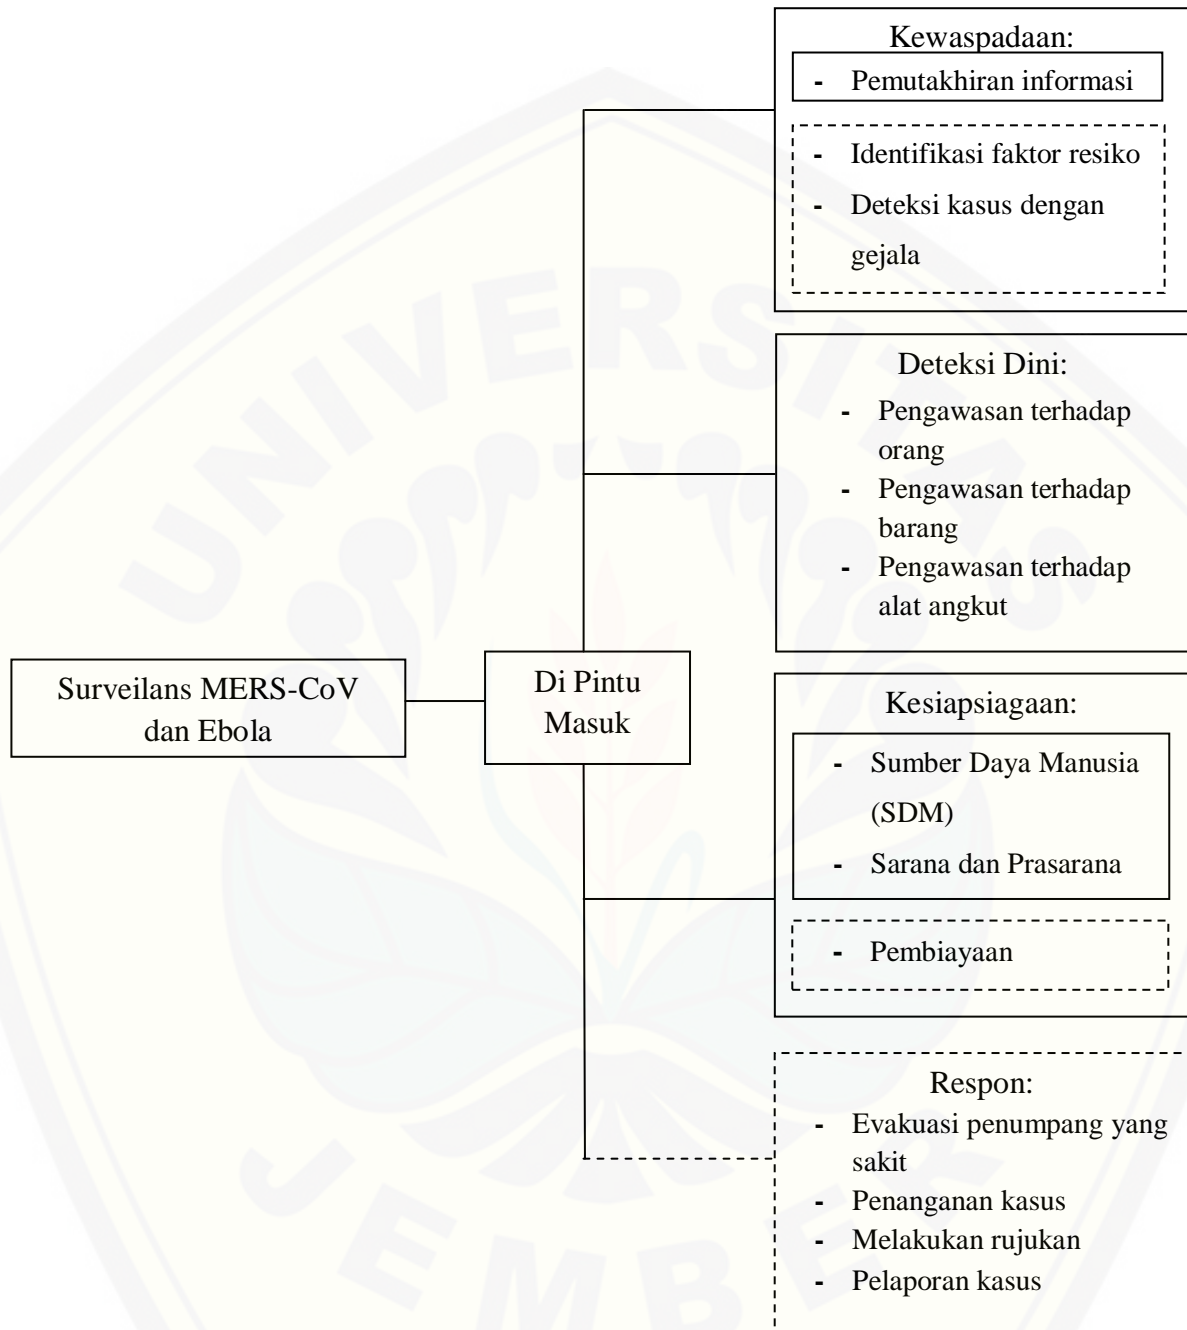 Kewaspadaan:
- Pemutakhiran informasi
- Identifikasi faktor resiko
- Deteksi kasus dengan
gejala
Deteksi Dini:
- Pengawasan terhadap
orang
- Pengawasan terhadap
barang
- Pengawasan terhadap
alat angkut
Surveilans MERS-CoV
dan Ebola
Di Pintu
Masuk
Kesiapsiagaan:
- Sumber Daya Manusia
(SDM)
- Sarana dan Prasarana
- Pembiayaan
Respon:
- Evakuasi penumpang yang
sakit
- Penanganan kasus
- Melakukan rujukan
- Pelaporan kasus
UNIVERSITAS
JEMBER